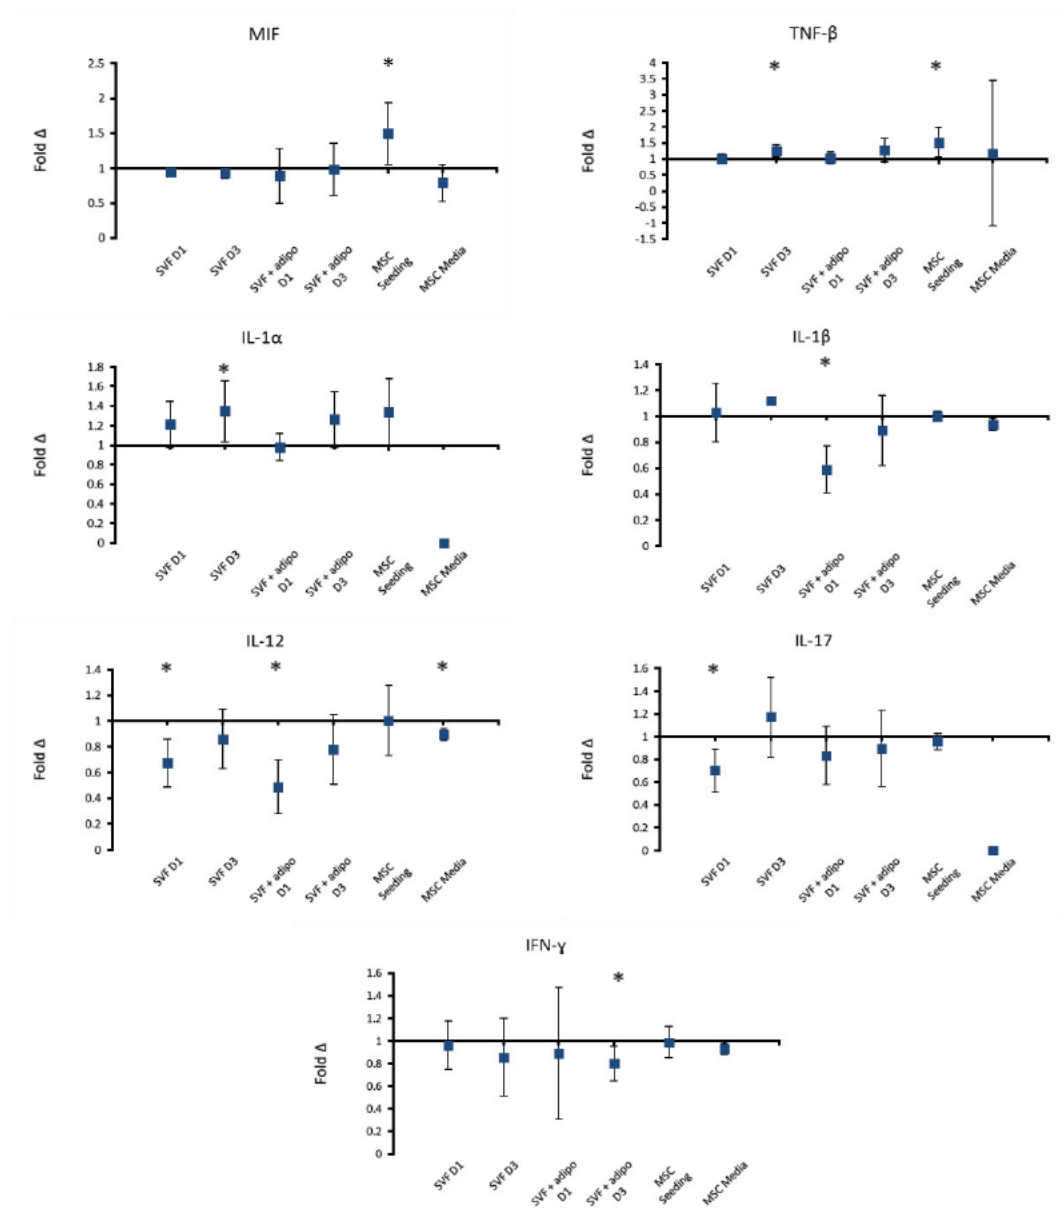 MIF
Fold Δ
2.5
2
1.5
1
0.5
0
*
SVF D1
SVF D3
SVF + adipo
D1
SVF + adipo
D3
MSC
Seeding
MSC Media
TNF-β
Fold Δ
4
3.5
3
2.5
2
1.5
1
0.5
0
-0.5
-1
-1.5
*
*
SVF D1
SVF D3
SVF + adipo
D1
SVF + adipo
D3
MSC
Seeding
MSC Media
IL-1α
Fold Δ
1.8
1.6
1.4
1.2
1
0.8
0.6
0.4
0.2
0
*
SVF D1
SVF D3
SVF + adipo
D1
SVF + adipo
D3
MSC
Seeding
MSC Media
IL-1β
Fold Δ
1.4
1.2
1
0.8
0.6
0.4
0.2
0
*
SVF D1
SVF D3
SVF + adipo
D1
SVF + adipo
D3
MSC
Seeding
MSC Media
IL-12
Fold Δ
1.4
1.2
1
0.8
0.6
0.4
0.2
0
*
*
*
SVF D1
SVF D3
SVF + adipo
D1
SVF + adipo
D3
MSC
Seeding
MSC Media
IL-17
Fold Δ
1.6
1.4
1.2
1
0.8
0.6
0.4
0.2
0
*
SVF D1
SVF D3
SVF + adipo
D1
SVF + adipo
D3
MSC
Seeding
MSC Media
IFN-ɣ
Fold Δ
1.6
1.4
1.2
1
0.8
0.6
0.4
0.2
0
*
SVF D1
SVF D3
SVF + adipo
D1
SVF + adipo
D3
MSC
Seeding
MSC Media